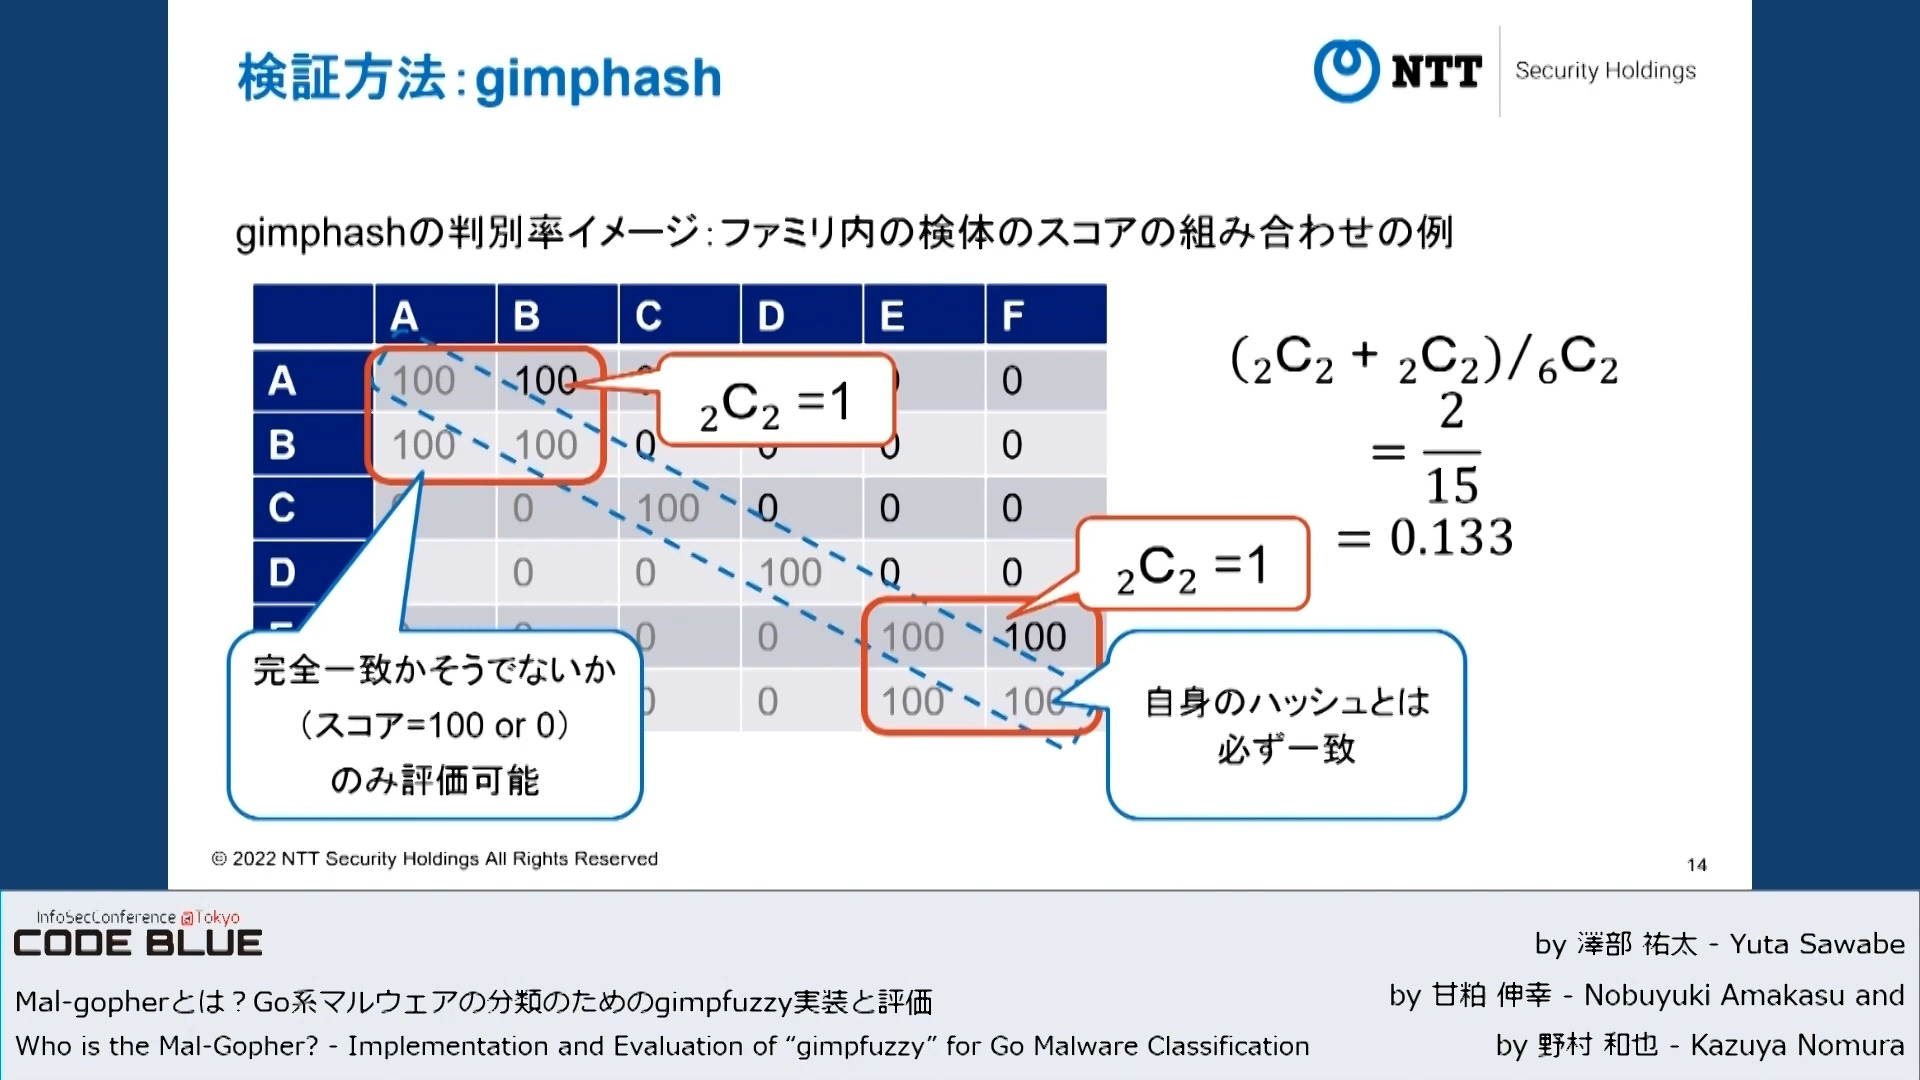 検証方法：gimphash
NTT Security Holdings
gimphashの判別率イメージ：ファミリ内の検体のスコアの組み合わせの例
A B C D E F
A 100 100 0
₂C₂ =1
B 100 100 0 0 0 0
C 0 100 0 0 0
D 0 0 100 0 0
₂C₂ =1
0 0 100 100
0 0 100 100
(₂C₂ + ₂C₂)/₆C₂
= 2/15
= 0.133
完全一致かそうでないか
（スコア=100 or 0）
のみ評価可能
自身のハッシュとは
必ず一致
© 2022 NTT Security Holdings All Rights Reserved
14
InfoSecConference @Tokyo
CODE BLUE
Mal-gopherとは？Go系マルウェアの分類のためのgimpfuzzy実装と評価
Who is the Mal-Gopher? - Implementation and Evaluation of “gimpfuzzy” for Go Malware Classification
by 澤部 祐太 - Yuta Sawabe
by 甘粕 伸幸 - Nobuyuki Amakasu and
by 野村 和也 - Kazuya Nomura